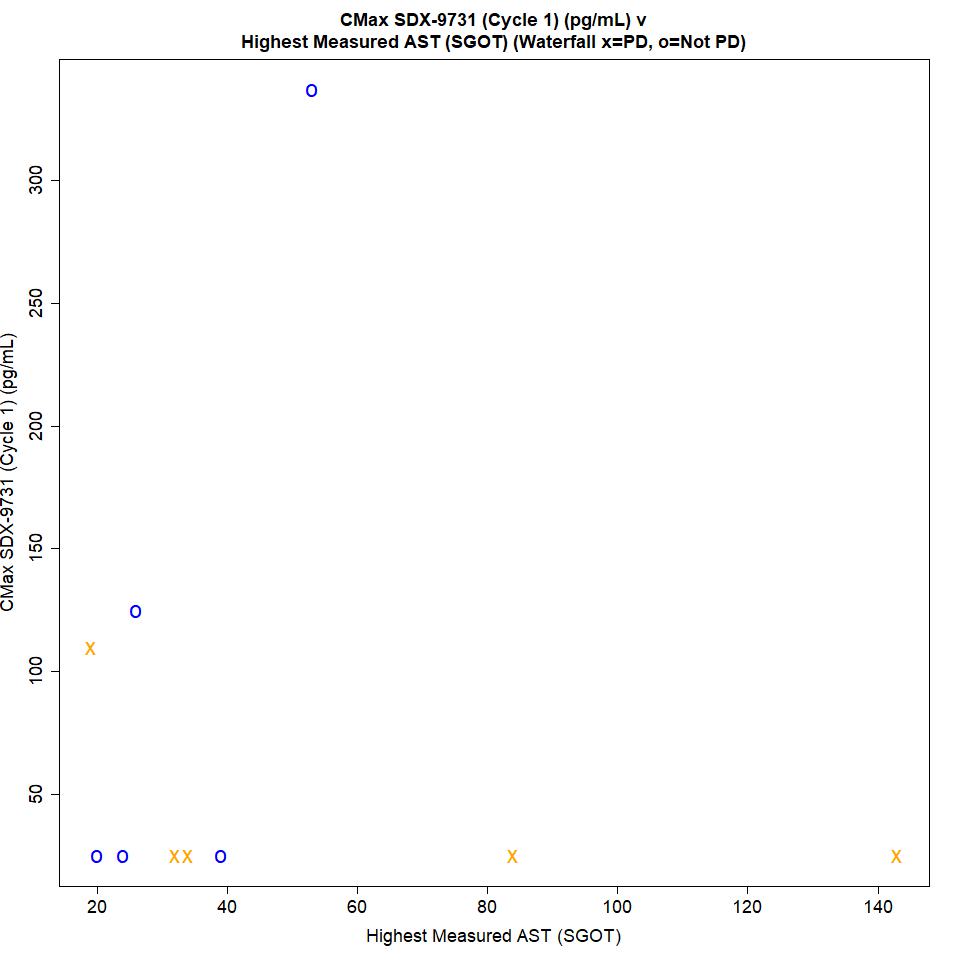 CMax SDX-9731 (Cycle 1) (pg/mL) v
Highest Measured AST (SGOT) (Waterfall x=PD, o=Not PD)
CMax SDX-9731 (Cycle 1) (pg/mL)
300
250
200
150
100
50
o
o
x
o o x x o x x
20 40 60 80 100 120 140
Highest Measured AST (SGOT)